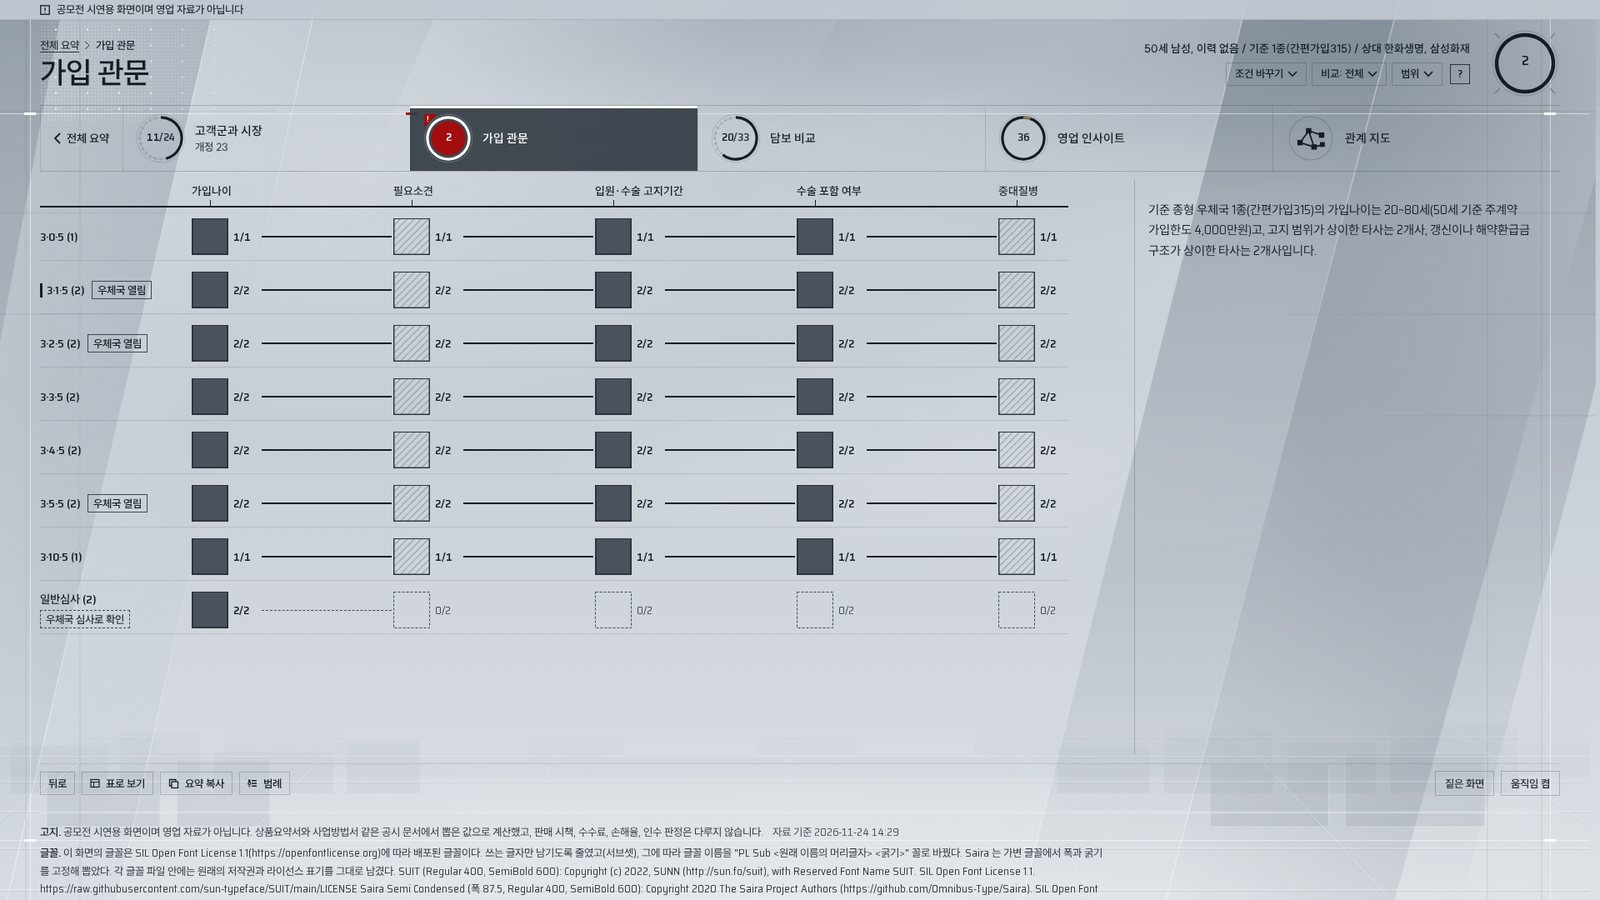 공모전 시연용 화면이며 영업 자료가 아닙니다
전체 요약 > 가입 관문
가입 관문
50세 남성, 이력 없음 / 기준 1종(간편가입315) / 상대 한화생명, 삼성화재
조건 바꾸기
비교: 전체
범위
?
2
전체 요약
11/24
고객군과 시장
개정 23
!
2
가입 관문
20/33
담보 비교
36
영업 인사이트
관계 지도
가입나이 필요소견 입원·수술 고지기간 수술 포함 여부 중대질병
3·0·5 (1) 1/1 1/1 1/1 1/1 1/1
3·1·5 (2) 우체국 열림 2/2 2/2 2/2 2/2 2/2
3·2·5 (2) 우체국 열림 2/2 2/2 2/2 2/2 2/2
3·3·5 (2) 2/2 2/2 2/2 2/2 2/2
3·4·5 (2) 2/2 2/2 2/2 2/2 2/2
3·5·5 (2) 우체국 열림 2/2 2/2 2/2 2/2 2/2
3·10·5 (1) 1/1 1/1 1/1 1/1 1/1
일반심사 (2)
우체국 심사로 확인
2/2 0/2 0/2 0/2 0/2
기준 종형 우체국 1종(간편가입315)의 가입나이는 20~80세(50세 기준 주계약
가입한도 4,000만원)고, 고지 범위가 상이한 타사는 2개사, 갱신이나 해약환급금
구조가 상이한 타사는 2개사입니다.
뒤로 표로 보기 요약 복사 범례 짙은 화면 움직임 켬
고지. 공모전 시연용 화면이며 영업 자료가 아닙니다. 상품요약서와 사업방법서 같은 공시 문서에서 뽑은 값으로 계산했고, 판매 시책, 수수료, 손해율, 인수 판정은 다루지 않습니다. 자료 기준 2026-11-24 14:29
글꼴. 이 화면의 글꼴은 SIL Open Font License 1.1(https://openfontlicense.org)에 따라 배포된 글꼴이다. 쓰는 글자만 남기도록 줄였고(서브셋), 그에 따라 글꼴 이름을 "PL Sub <원래 이름의 머리글자> <굵기>" 꼴로 바꿨다. Saira 는 가변 글꼴에서 폭과 굵기
를 고정해 뽑았다. 각 글꼴 파일 안에는 원래의 저작권과 라이선스 표기를 그대로 남겼다. SUIT (Regular 400, SemiBold 600): Copyright (c) 2022, SUNN (http://sun.fo/suit), with Reserved Font Name SUIT. SIL Open Font License 1.1.
https://raw.githubusercontent.com/sun-typeface/SUIT/main/LICENSE Saira Semi Condensed (폭 87.5, Regular 400, SemiBold 600): Copyright 2020 The Saira Project Authors (https://github.com/Omnibus-Type/Saira). SIL Open Font